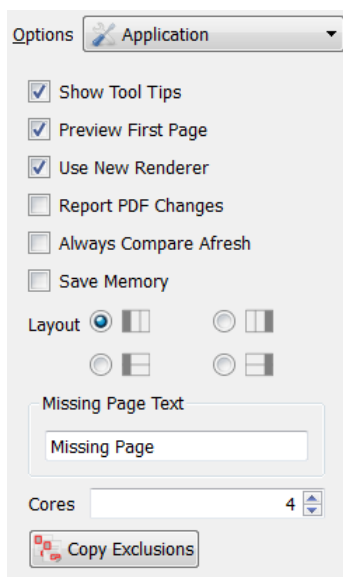 Options Application
Show Tool Tips
Preview First Page
Use New Renderer
Report PDF Changes
Always Compare Afresh
Save Memory
Layout
Missing Page Text
Missing Page
Cores 4
Copy Exclusions